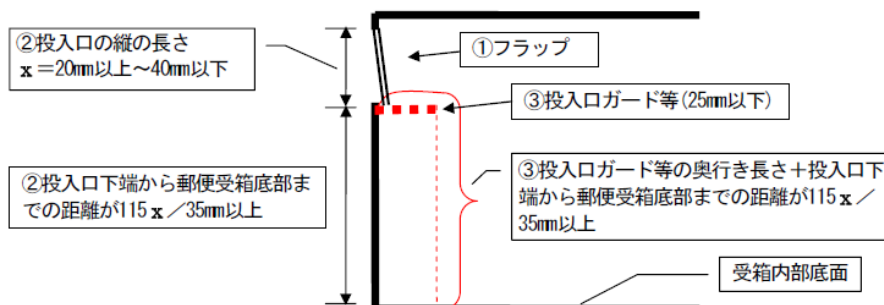 ②投入口の縦の長さ
x=20㎜以上～40㎜以下
①フラップ
③投入口ガード等(25㎜以下)
②投入口下端から郵便受箱底部ま
での距離が115x／35㎜以上
③投入口ガード等の奥行き長さ＋投入口下
端から郵便受箱底部までの距離が115x／
35㎜以上
受箱内部底面